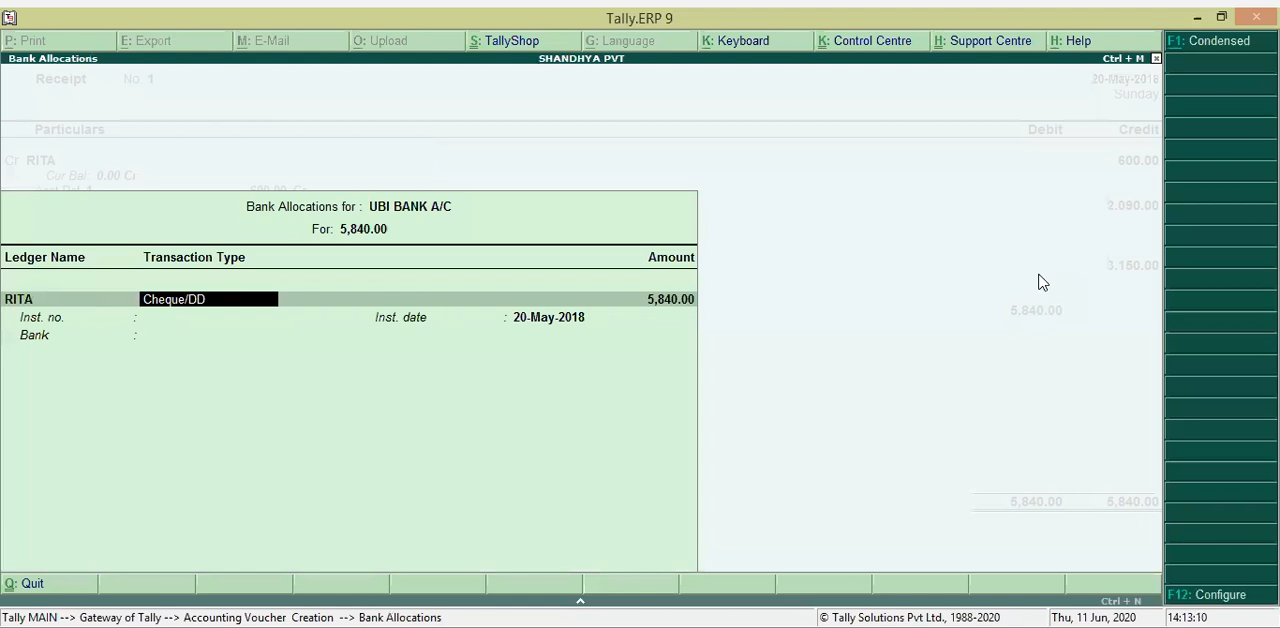 Tally.ERP 9
P: Print E: Export M: E-Mail O: Upload S: TallyShop G: Language K: Keyboard K: Control Centre H: Support Centre H: Help F1: Condensed
Bank Allocations SHANDHYA PVT Ctrl + M
Receipt No. 1 20-May-2018
Sunday
Particulars Debit Credit
Cr RITA 600.00
Cur Bal: 0.00 Cr
Bank Allocations for : UBI BANK A/C 2,090.00
For: 5,840.00
Ledger Name Transaction Type Amount
3,150.00
RITA Cheque/DD 5,840.00
5,840.00
Inst. no. : Inst. date : 20-May-2018
Bank :
5,840.00 5,840.00
Q: Quit
F12: Configure
Ctrl + N
Tally MAIN --> Gateway of Tally --> Accounting Voucher Creation --> Bank Allocations © Tally Solutions Pvt Ltd., 1988-2020 Thu, 11 Jun, 2020 14:13:10